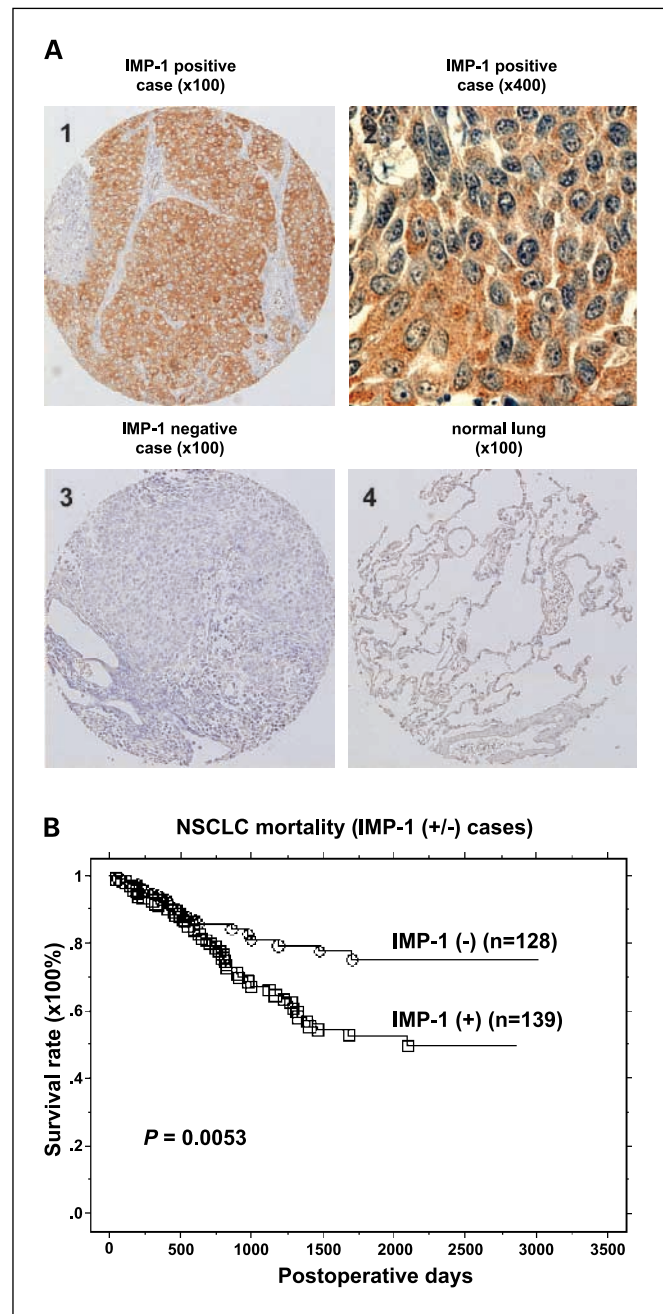 A
IMP-1 positive
case (x100)
IMP-1 positive
case (x400)
1
2
IMP-1 negative
case (x100)
normal lung
(x100)
3
4
B
NSCLC mortality (IMP-1 (+/-) cases)
Survival rate (x100%)
1
.8
.6
.4
.2
.0
IMP-1 (-) (n=128)
IMP-1 (+) (n=139)
P = 0.0053
0
500
1000
1500
2000
2500
3000
3500
Postoperative days